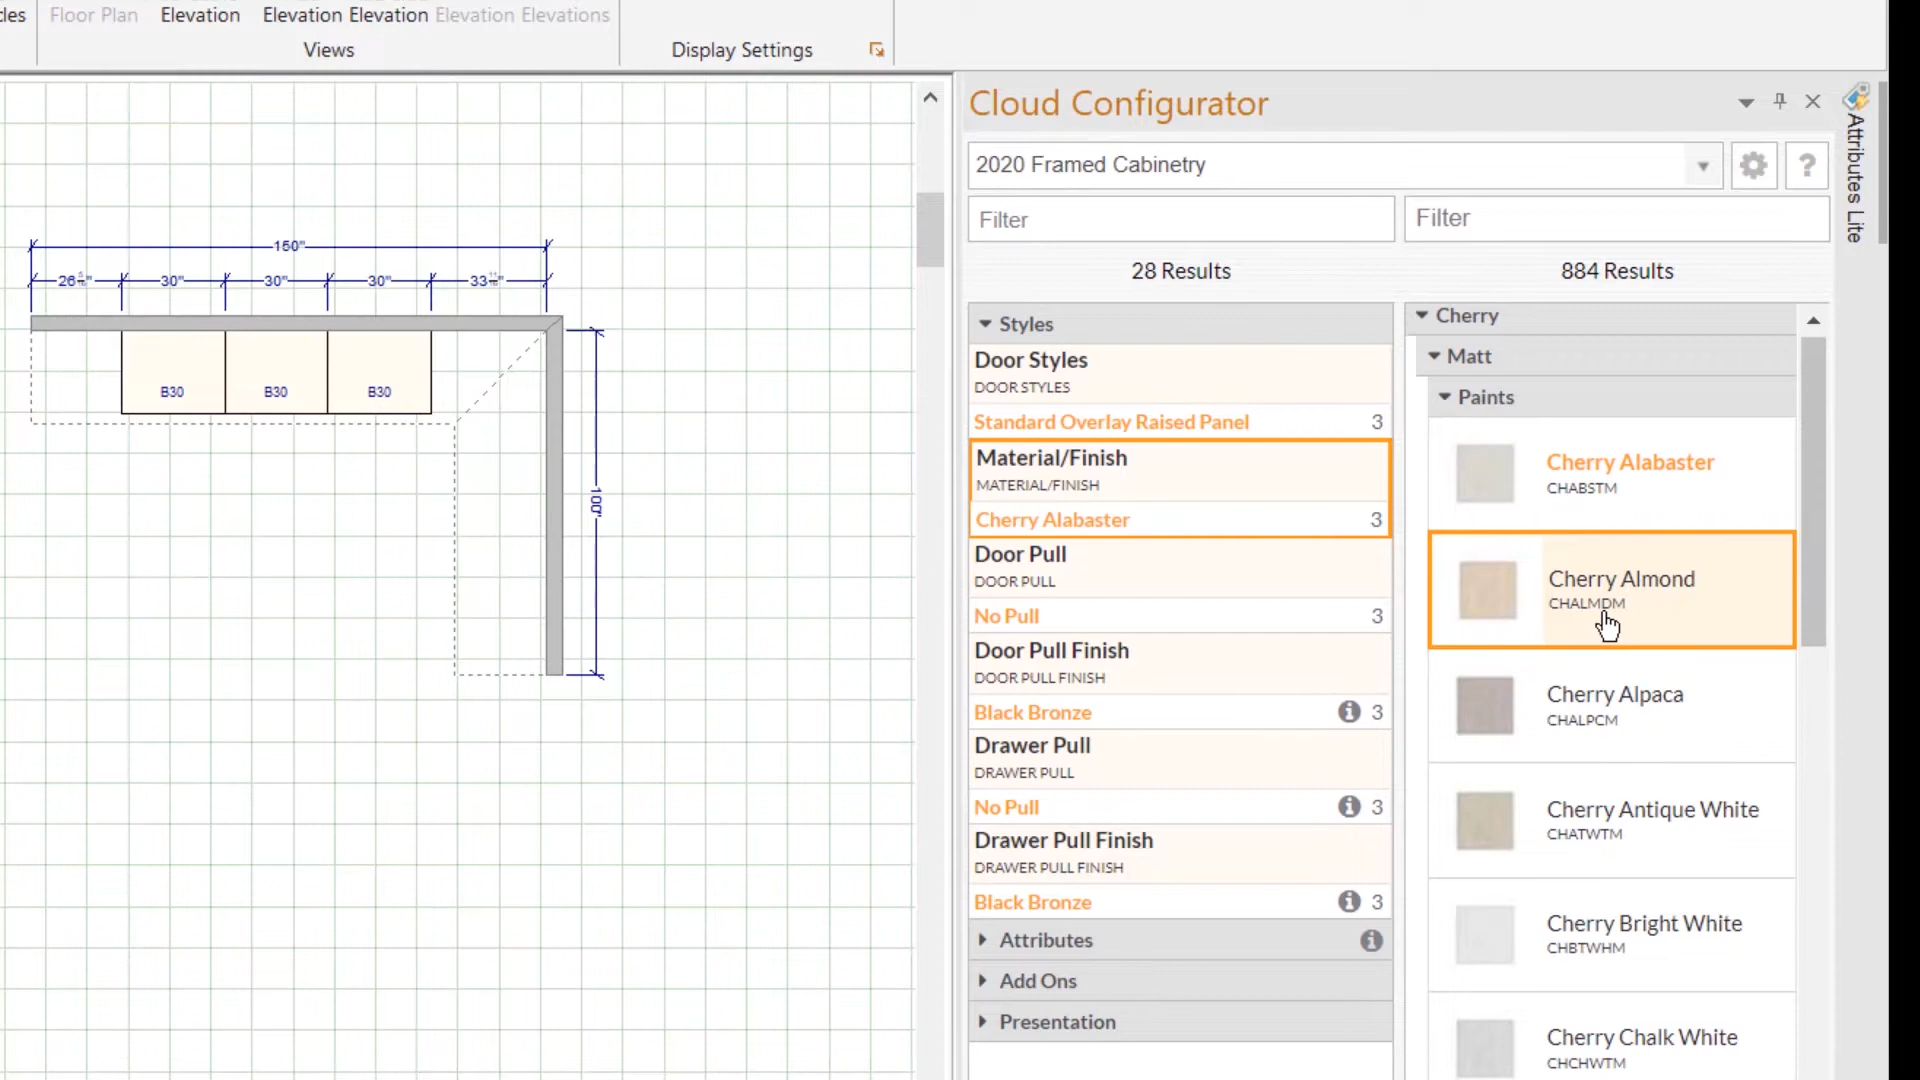 Floor Plan
Elevation
Elevation Elevation Elevation Elevations
Views
Display Settings
Cloud Configurator
Attributes Lite
2020 Framed Cabinetry
?
Filter
Filter
28 Results
884 Results
150"
30"
30"
30"
100"
B30
B30
B30
Styles
Door Styles
DOOR STYLES
Standard Overlay Raised Panel 3
Material/Finish
MATERIAL/FINISH
Cherry Alabaster 3
Door Pull
DOOR PULL
No Pull 3
Door Pull Finish
DOOR PULL FINISH
Black Bronze 3
Drawer Pull
DRAWER PULL
No Pull 3
Drawer Pull Finish
DRAWER PULL FINISH
Black Bronze 3
Attributes
Add Ons
Presentation
Cherry
Matt
Paints
Cherry Alabaster
CHABSTM
Cherry Almond
CHALMDM
Cherry Alpaca
CHALPCM
Cherry Antique White
CHATWTM
Cherry Bright White
CHBTWHM
Cherry Chalk White
CHCHWTM